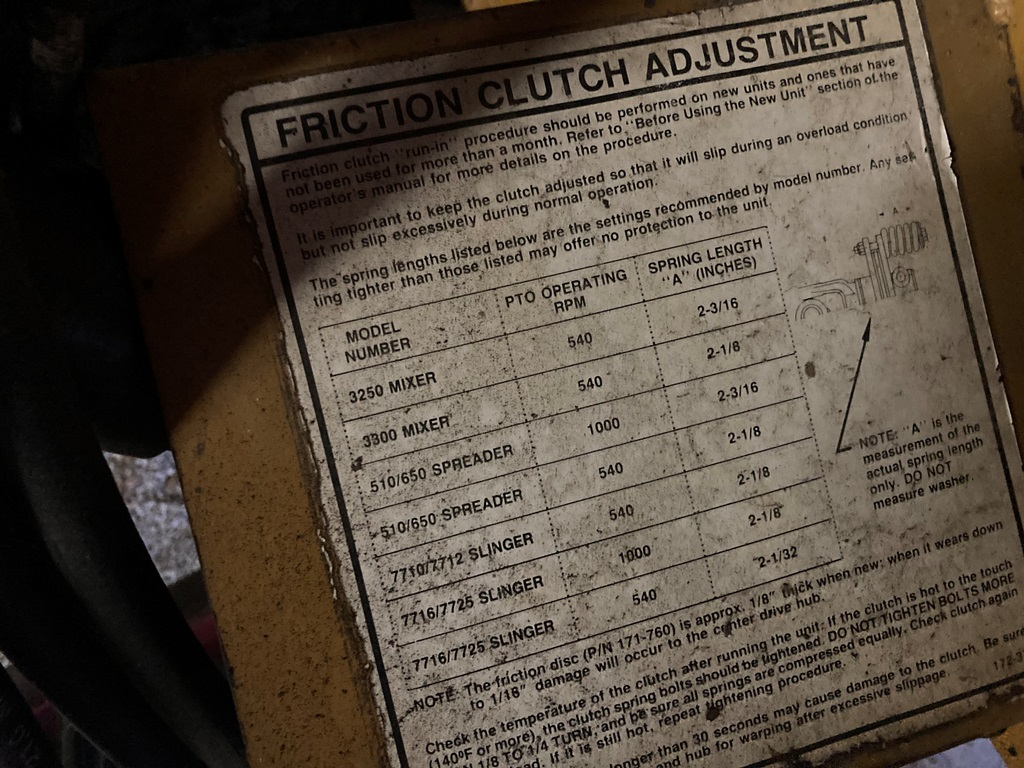 FRICTION CLUTCH ADJUSTMENT
Friction clutch "run-in" procedure should be performed on new units and ones that have
not been used for more than a month. Refer to "Before Using the New Unit" section of the
operator's manual for more details on the procedure.
It is important to keep the clutch adjusted so that it will slip during an overload condition
but not slip excessively during normal operation.
The spring lengths listed below are the settings recommended by model number. Any set-
ting tighter than those listed may offer no protection to the unit.
MODEL NUMBER PTO OPERATING RPM SPRING LENGTH "A" (INCHES)
3250 MIXER 540 2-3/16
3300 MIXER 540 2-1/8
510/650 SPREADER 1000 2-3/16
510/650 SPREADER 540 2-1/8
7710/7712 SLINGER 540 2-1/8
7716/7725 SLINGER 1000 2-1/8
7716/7725 SLINGER 540 2-1/32
A
NOTE: "A" is the
measurement of the
actual spring length
only. DO NOT
measure washer.
NOTE: The friction disc (P/N 171-760) is approx. 1/8" thick when new; when it wears down
to 1/16" damage will occur to the center drive hub.
Check the temperature of the clutch after running the unit. If the clutch is hot to the touch
(140°F or more), the clutch spring bolts should be tightened. DO NOT TIGHTEN BOLTS MORE
1/8 TO 1/4 TURN, and be sure all springs are compressed equally. Check clutch again
If it is still hot, repeat tightening procedure.
longer than 30 seconds may cause damage to the clutch. Be sure
and hub for warping after excessive slippage.